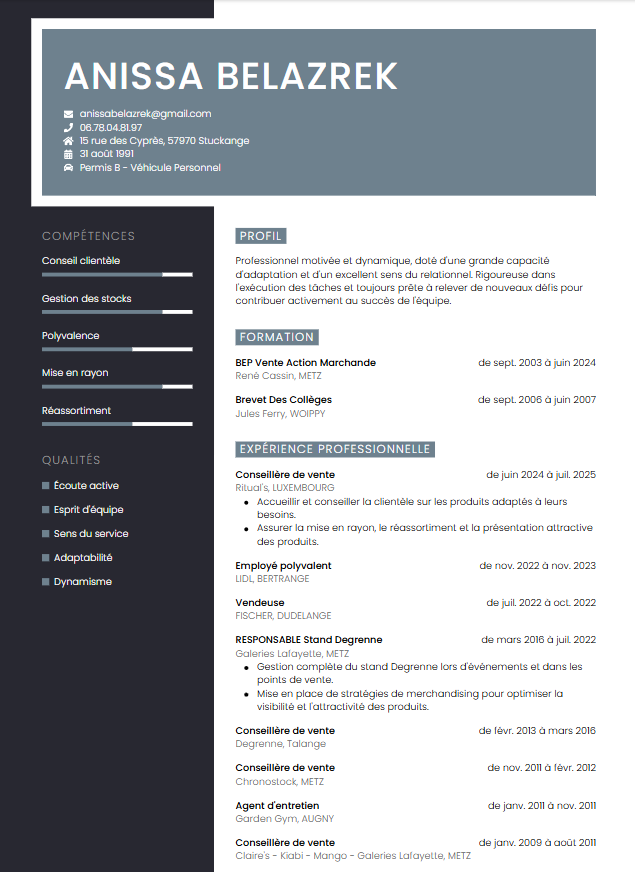 ANISSA BELAZREK
anissabelazrek@gmail.com
06.78.04.81.97
15 rue des Cyprès, 57970 Stuckange
31 août 1991
Permis B - Véhicule Personnel
COMPÉTENCES
Conseil clientèle
Gestion des stocks
Polyvalence
Mise en rayon
Réassortiment
QUALITÉS
Écoute active
Esprit d'équipe
Sens du service
Adaptabilité
Dynamisme
PROFIL
Professionnel motivée et dynamique, doté d'une grande capacité
d'adaptation et d'un excellent sens du relationnel. Rigoureuse dans
l'exécution des tâches et toujours prête à relever de nouveaux défis pour
contribuer activement au succès de l'équipe.
FORMATION
BEP Vente Action Marchande de sept. 2003 à juin 2024
René Cassin, METZ
Brevet Des Collèges de sept. 2006 à juin 2007
Jules Ferry, WOIPPY
EXPÉRIENCE PROFESSIONNELLE
Conseillère de vente de juin 2024 à juil. 2025
Ritual's, LUXEMBOURG
• Accueillir et conseiller la clientèle sur les produits adaptés à leurs
besoins.
• Assurer la mise en rayon, le réassortiment et la présentation attractive
des produits.
Employé polyvalent de nov. 2022 à nov. 2023
LIDL, BERTRANGE
Vendeuse de juil. 2022 à oct. 2022
FISCHER, DUDELANGE
RESPONSABLE Stand Degrenne de mars 2016 à juil. 2022
Galeries Lafayette, METZ
• Gestion complète du stand Degrenne lors d'événements et dans les
points de vente.
• Mise en place de stratégies de merchandising pour optimiser la
visibilité et l'attractivité des produits.
Conseillère de vente de févr. 2013 à mars 2016
Degrenne, Talange
Conseillère de vente de nov. 2011 à févr. 2012
Chronostock, METZ
Agent d'entretien de janv. 2011 à nov. 2011
Garden Gym, AUGNY
Conseillère de vente de janv. 2009 à août 2011
Claire's - Kiabi - Mango - Galeries Lafayette, METZ